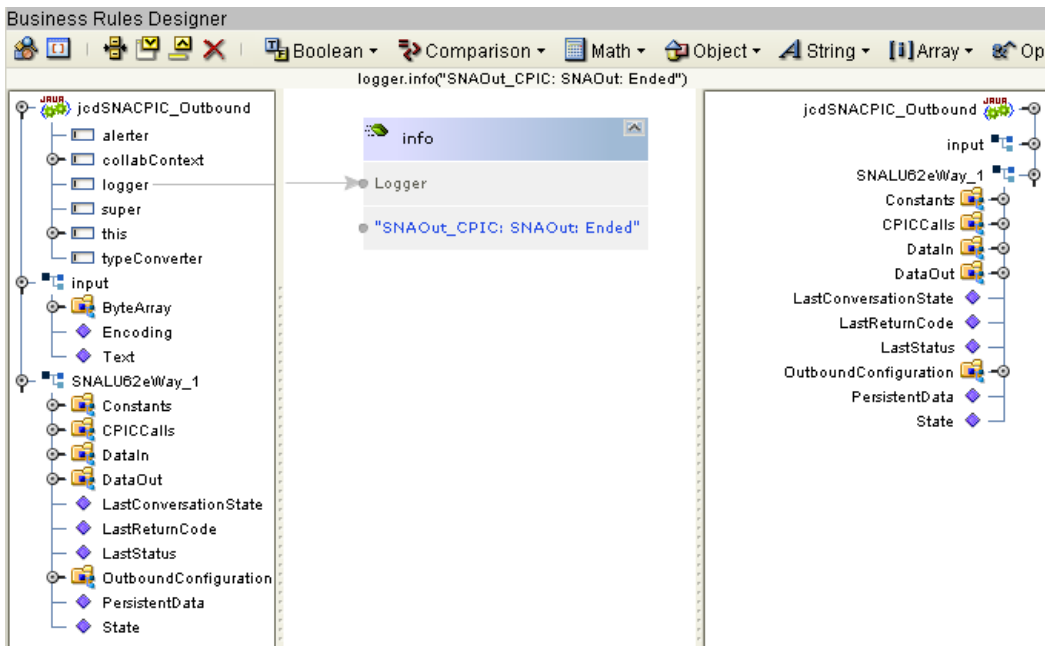 Business Rules Designer
Boolean Comparison Math Object String [i] Array Op
logger.info("SNAOut_CPIC: SNAOut: Ended")
JAVA
jcdSNACPIC_Outbound
alerter
collabContext
logger
super
this
typeConverter
input
ByteArray
Encoding
Text
SNALU62eWay_1
Constants
CPICCalls
DataIn
DataOut
LastConversationState
LastReturnCode
LastStatus
OutboundConfiguration
PersistentData
State
info
Logger
"SNAOut_CPIC: SNAOut: Ended"
jcdSNACPIC_Outbound JAVA
input
SNALU62eWay_1
Constants
CPICCalls
DataIn
DataOut
LastConversationState
LastReturnCode
LastStatus
OutboundConfiguration
PersistentData
State